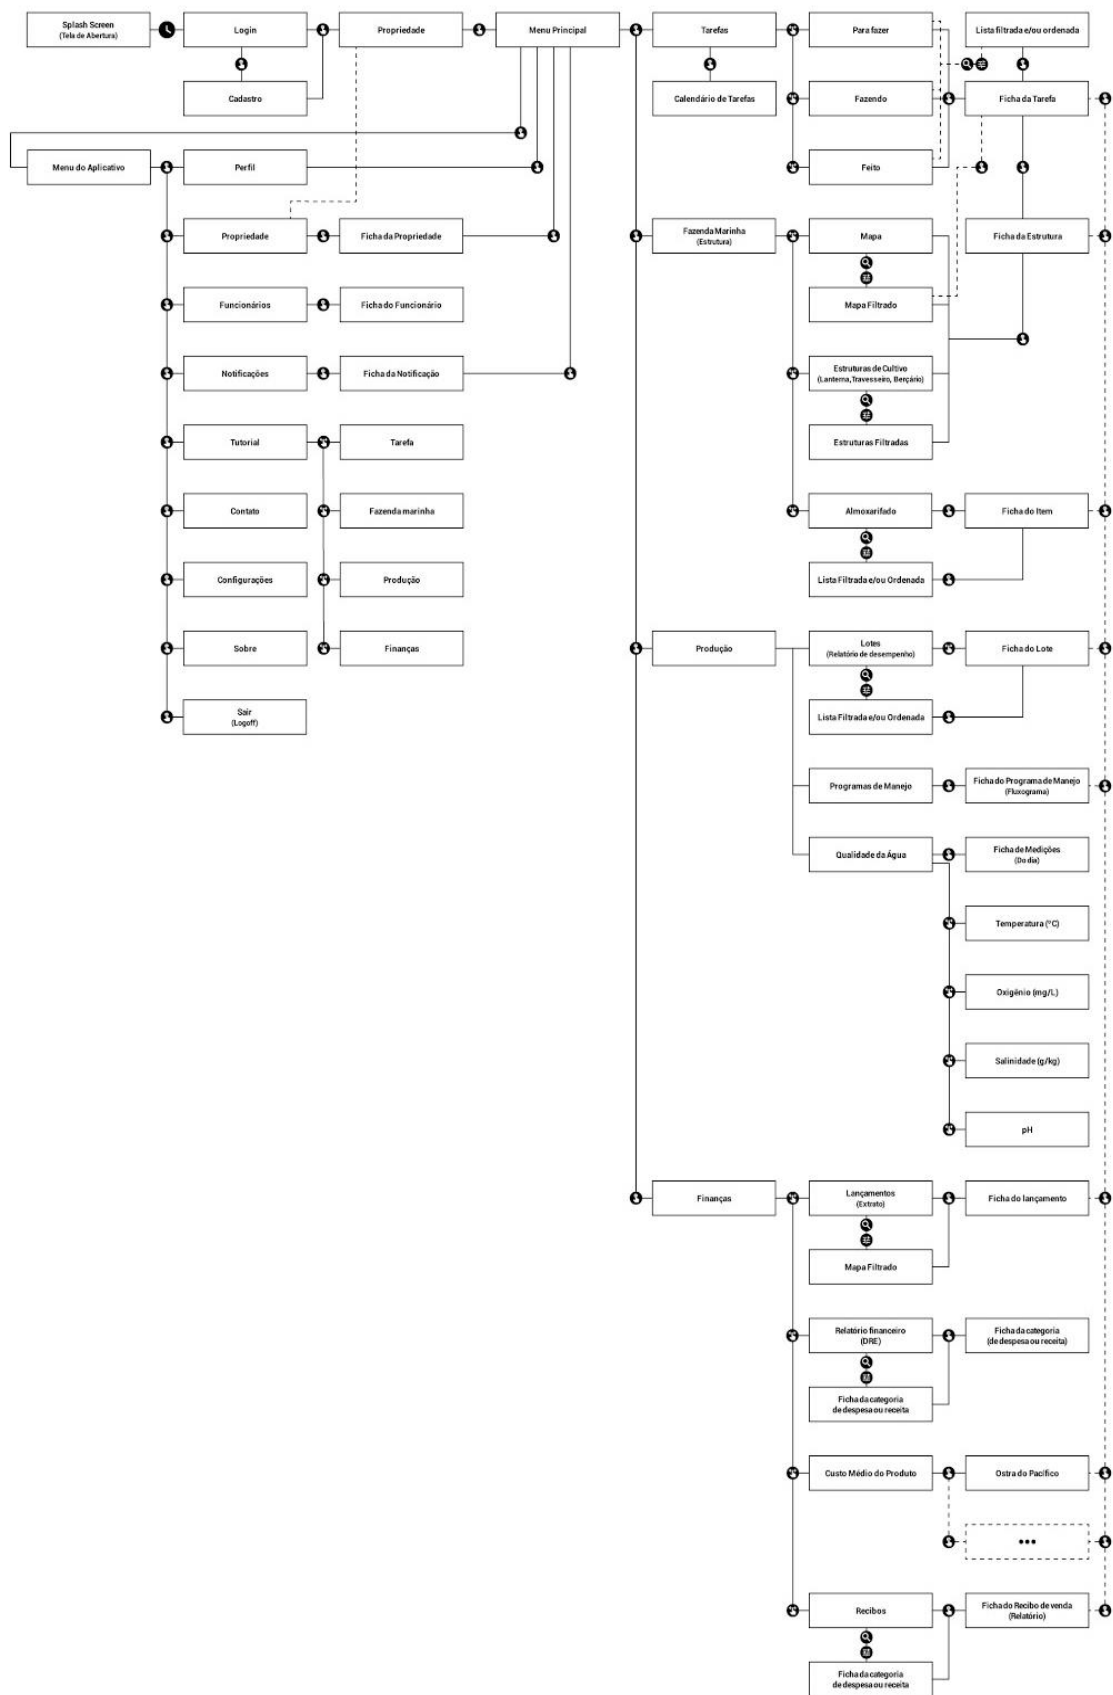 Splash Screen
(Tela de Abertura)
Login
Propriedade
Menu Principal
Tarefas
Para fazer
Lista filtrada e/ou ordenada
Cadastro
Calendário de Tarefas
Fazendo
Ficha da Tarefa
Menu do Aplicativo
Perfil
Feito
Propriedade
Ficha da Propriedade
Fazenda Marinha
(Estrutura)
Mapa
Ficha da Estrutura
Funcionários
Ficha do Funcionário
Mapa Filtrado
Notificações
Ficha da Notificação
Estruturas de Cultivo
(Lanterna, Travesseiro, Berçário)
Tutorial
Tarefa
Estruturas Filtradas
Contato
Fazenda marinha
Almoxarifado
Ficha do Item
Configurações
Produção
Lista Filtrada e/ou Ordenada
Sobre
Finanças
Produção
Lotes
(Relatório de desempenho)
Ficha do Lote
Sair
(Logoff)
Lista Filtrada e/ou Ordenada
Programas de Manejo
Ficha do Programa de Manejo
(Fluxograma)
Qualidade da Água
Ficha de Medições
(Do dia)
Temperatura (ºC)
Oxigênio (mg/L)
Salinidade (g/kg)
pH
Finanças
Lançamentos
(Extrato)
Ficha do lançamento
Mapa Filtrado
Relatório financeiro
(DRE)
Ficha da categoria
(de despesa ou receita)
Ficha da categoria
de despesa ou receita
Custo Médio do Produto
Ostra do Pacífico
•••
Recibos
Ficha do Recibo de venda
(Relatório)
Ficha da categoria
de despesa ou receita